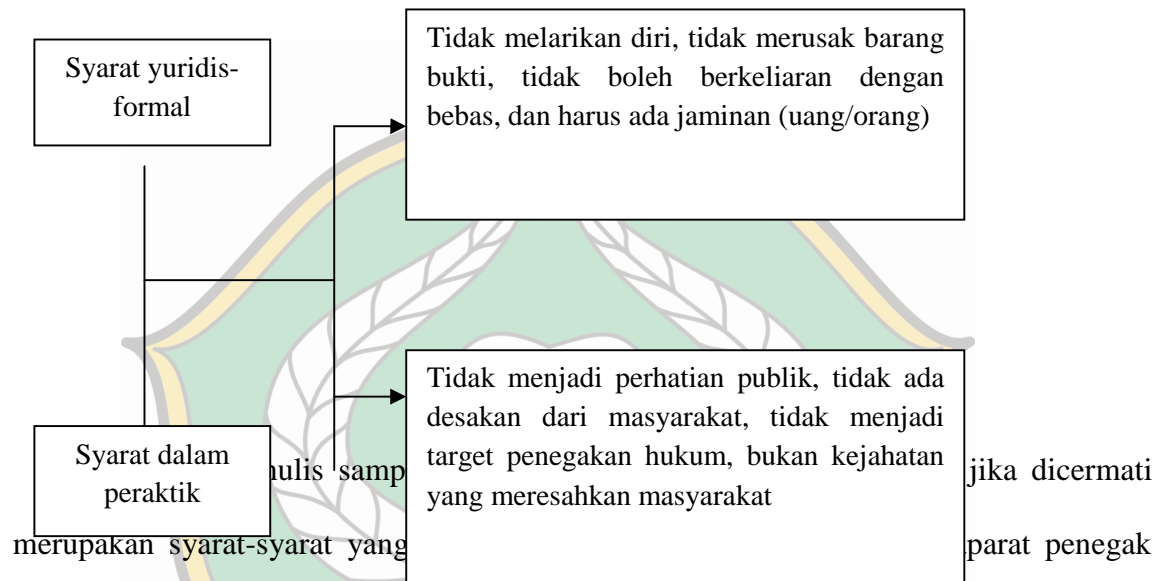 Syarat yuridis-
formal
Tidak melarikan diri, tidak merusak barang
bukti, tidak boleh berkeliaran dengan
bebas, dan harus ada jaminan (uang/orang)
Tidak menjadi perhatian publik, tidak ada
desakan dari masyarakat, tidak menjadi
target penegakan hukum, bukan kejahatan
yang meresahkan masyarakat
Syarat dalam
peraktik
jika dicermati
merupakan syarat-syarat yang penegak